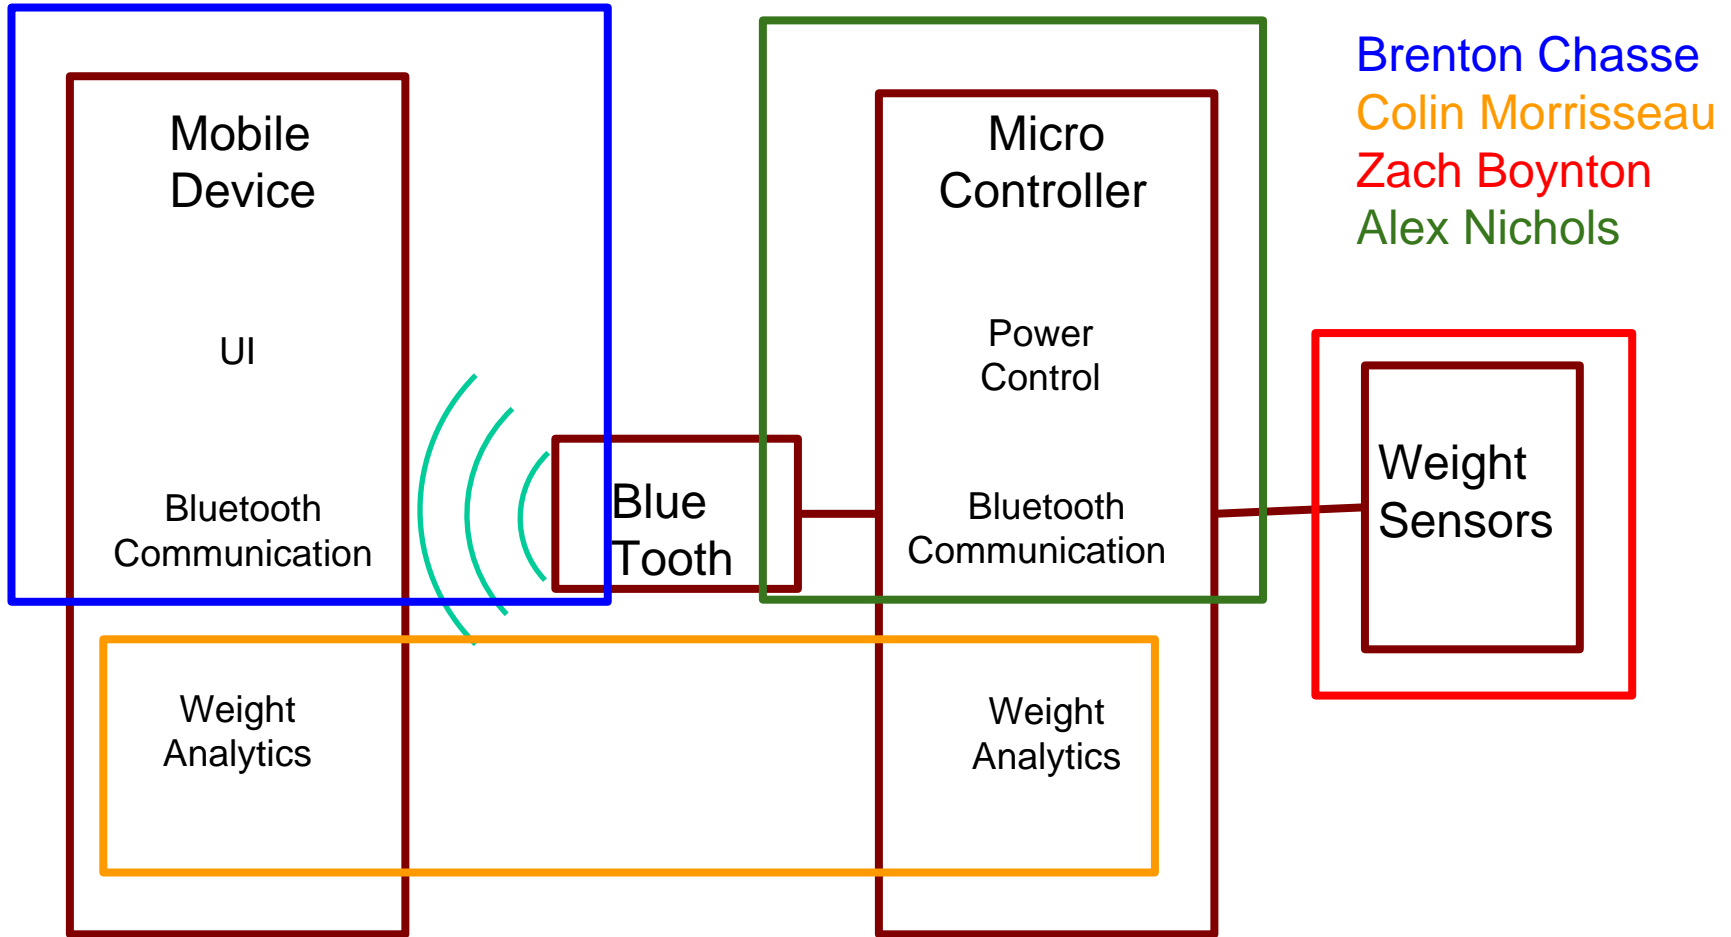 Mobile
Device
UI
Bluetooth
Communication
Weight
Analytics
Blue
Tooth
Micro
Controller
Power
Control
Bluetooth
Communication
Weight
Analytics
Brenton Chasse
Colin Morrisseau
Zach Boynton
Alex Nichols
Weight
Sensors